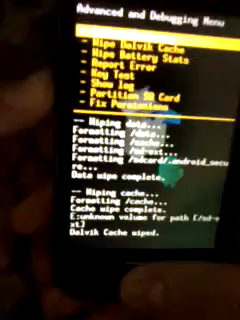 Advanced and Debugging Menu
- Wipe Dalvik Cache
- Wipe Battery Stats
- Report Error
- Key Test
- Show log
- Partition SD Card
- Fix Permissions
-- Wiping data...
Formatting /data...
Formatting /cache...
Formatting /sd-ext...
Formatting /sdcard/.android_secu
re...
Data wipe complete.
-- Wiping cache...
Formatting /cache...
Cache wipe complete.
E:unknown volume for path [/sd-e
xt]
Dalvik Cache wiped.